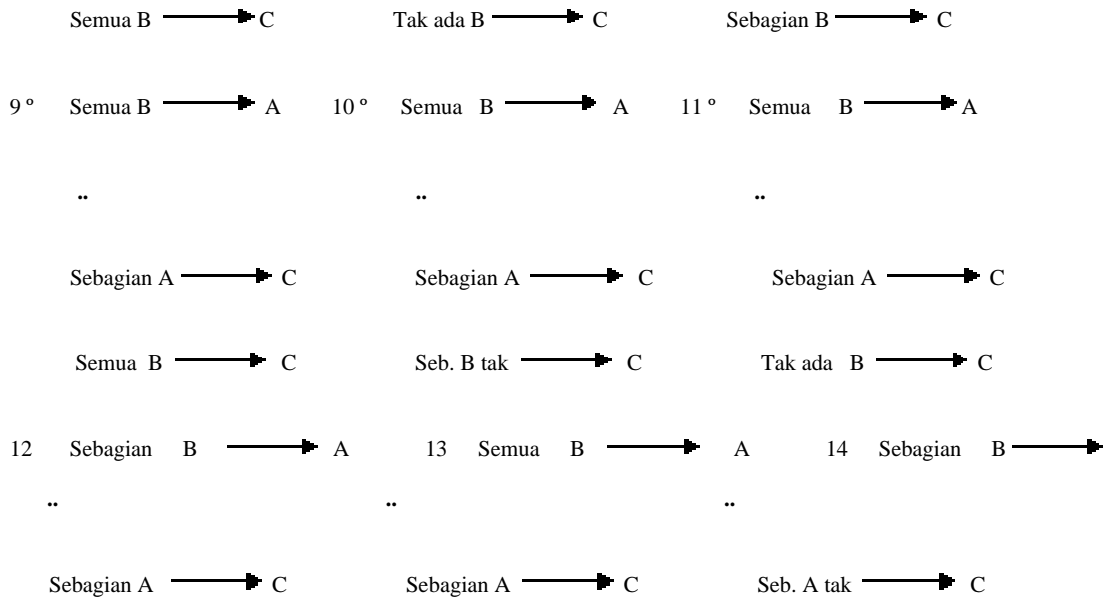 Semua B C Tak ada B C Sebagian B C
9 º Semua B A 10 º Semua B A 11 º Semua B A
.. .. ..
Sebagian A C Sebagian A C Sebagian A C
Semua B C Seb. B tak C Tak ada B C
12 Sebagian B A 13 Semua B A 14 Sebagian B
.. .. ..
Sebagian A C Sebagian A C Seb. A tak C